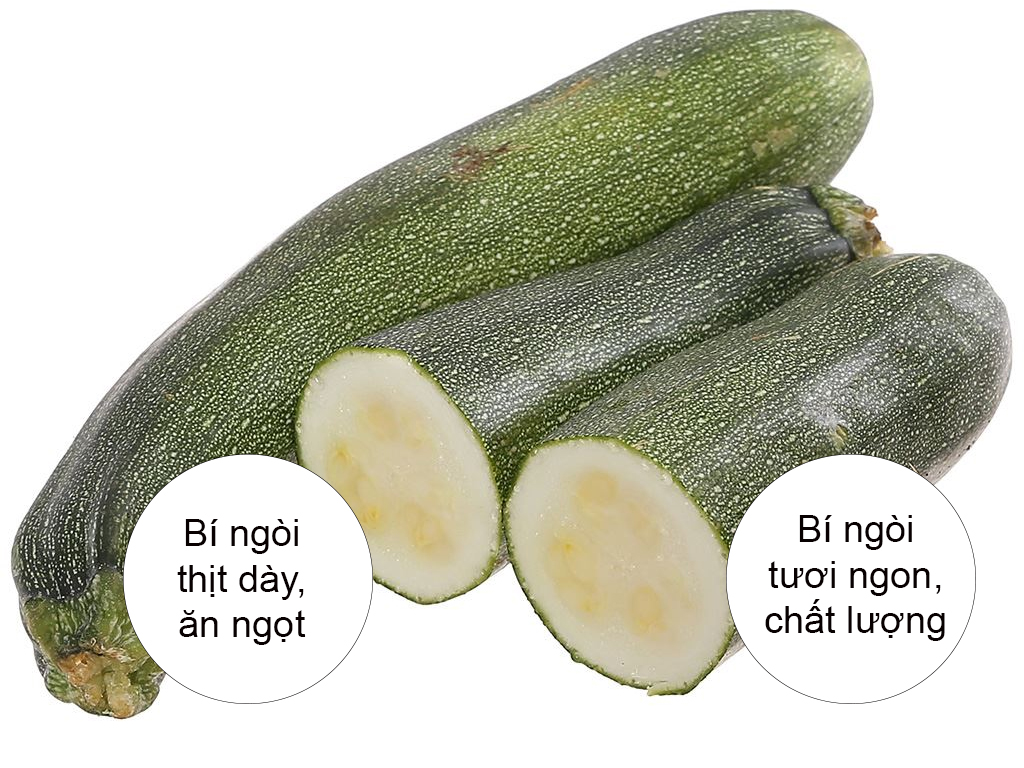 Bí ngòi
thịt dày,
ăn ngọt
Bí ngòi
tươi ngon,
chất lượng